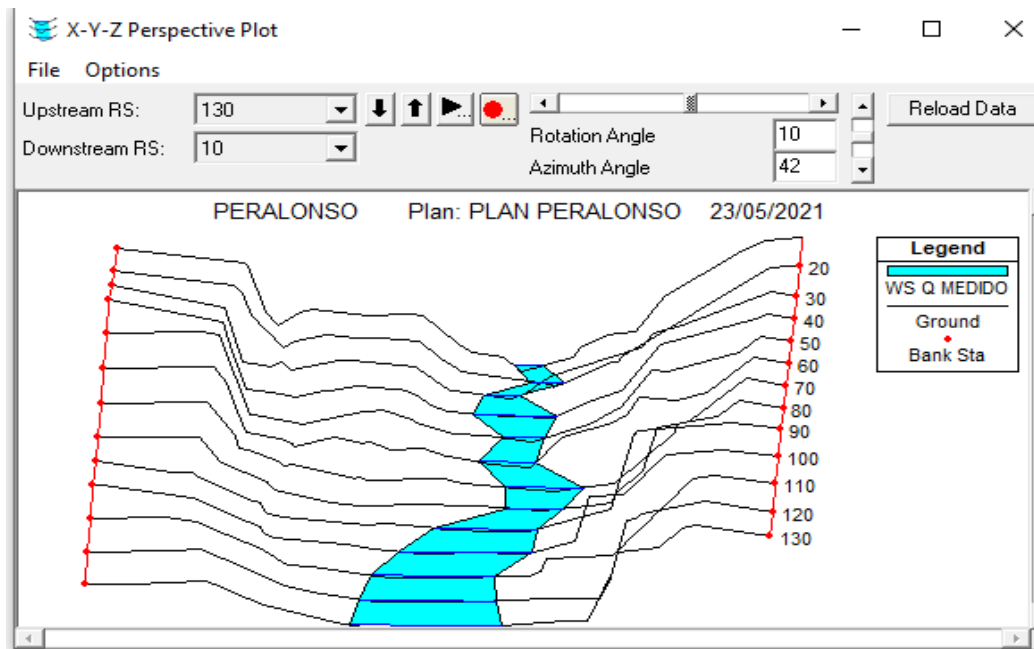 X-Y-Z Perspective Plot
File Options
Upstream RS: 130
Downstream RS: 10
Rotation Angle 10
Azimuth Angle 42
Reload Data
PERALONSO Plan: PLAN PERALONSO 23/05/2021
20
30
40
50
60
70
80
90
100
110
120
130
Legend
WS Q MEDIDO
Ground
Bank Sta